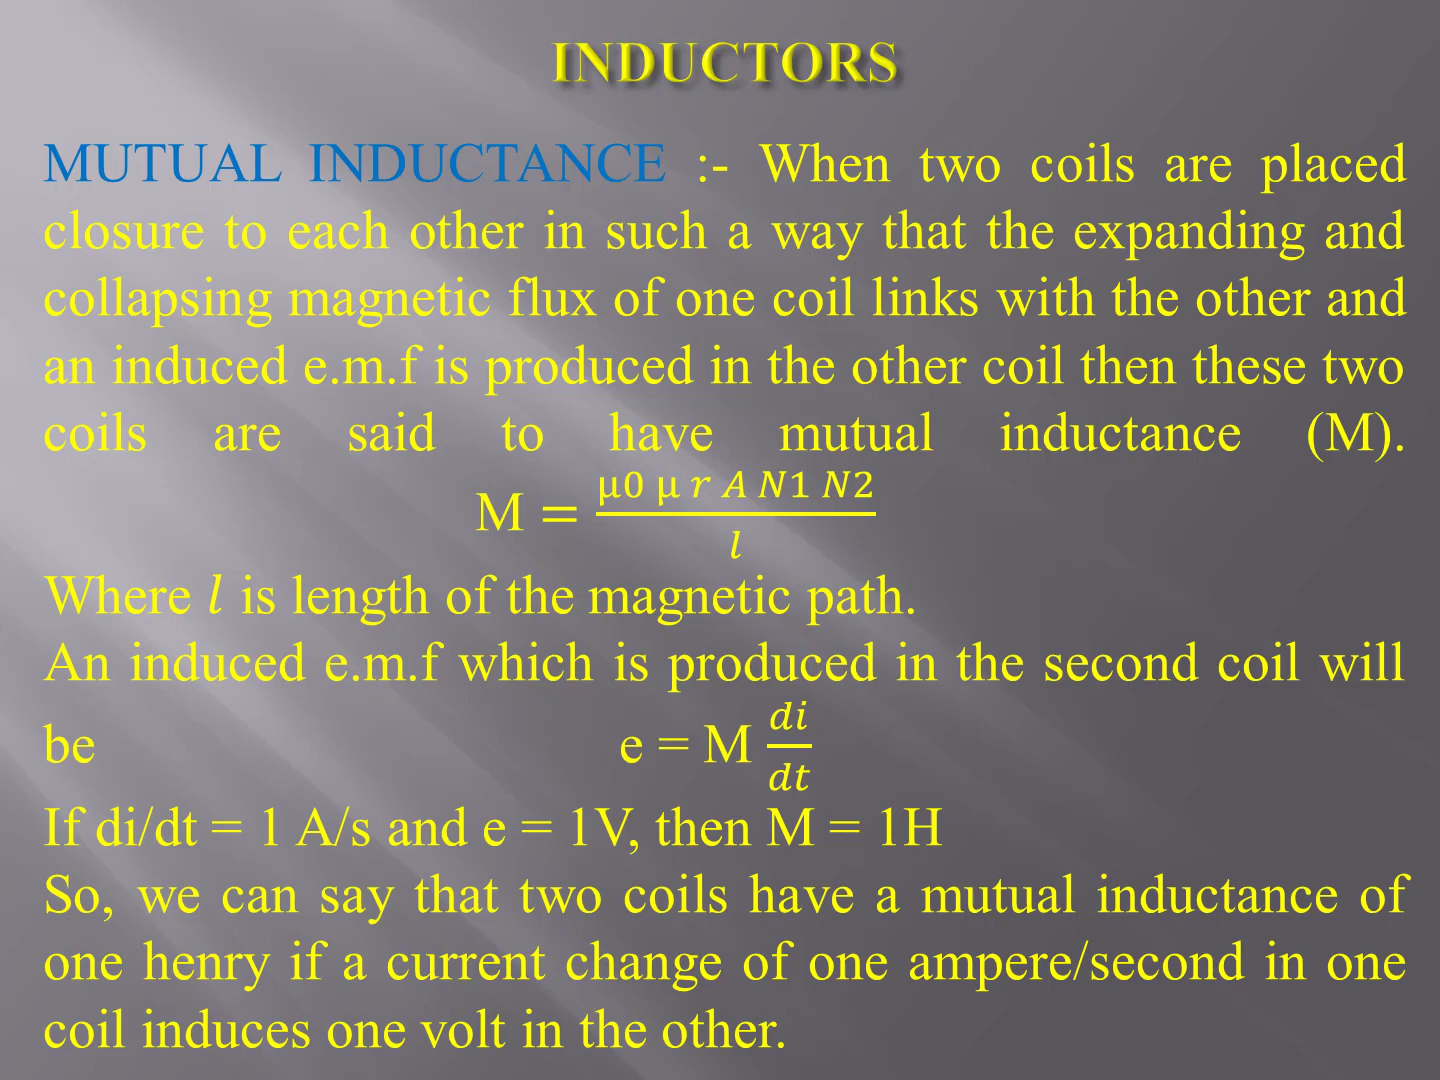 INDUCTORS
MUTUAL INDUCTANCE :- When two coils are placed
closure to each other in such a way that the expanding and
collapsing magnetic flux of one coil links with the other and
an induced e.m.f is produced in the other coil then these two
coils are said to have mutual inductance (M).
M = μ0 μ r A N1 N2 / l
Where l is length of the magnetic path.
An induced e.m.f which is produced in the second coil will
be e = M di/dt
If di/dt = 1 A/s and e = 1V, then M = 1H
So, we can say that two coils have a mutual inductance of
one henry if a current change of one ampere/second in one
coil induces one volt in the other.